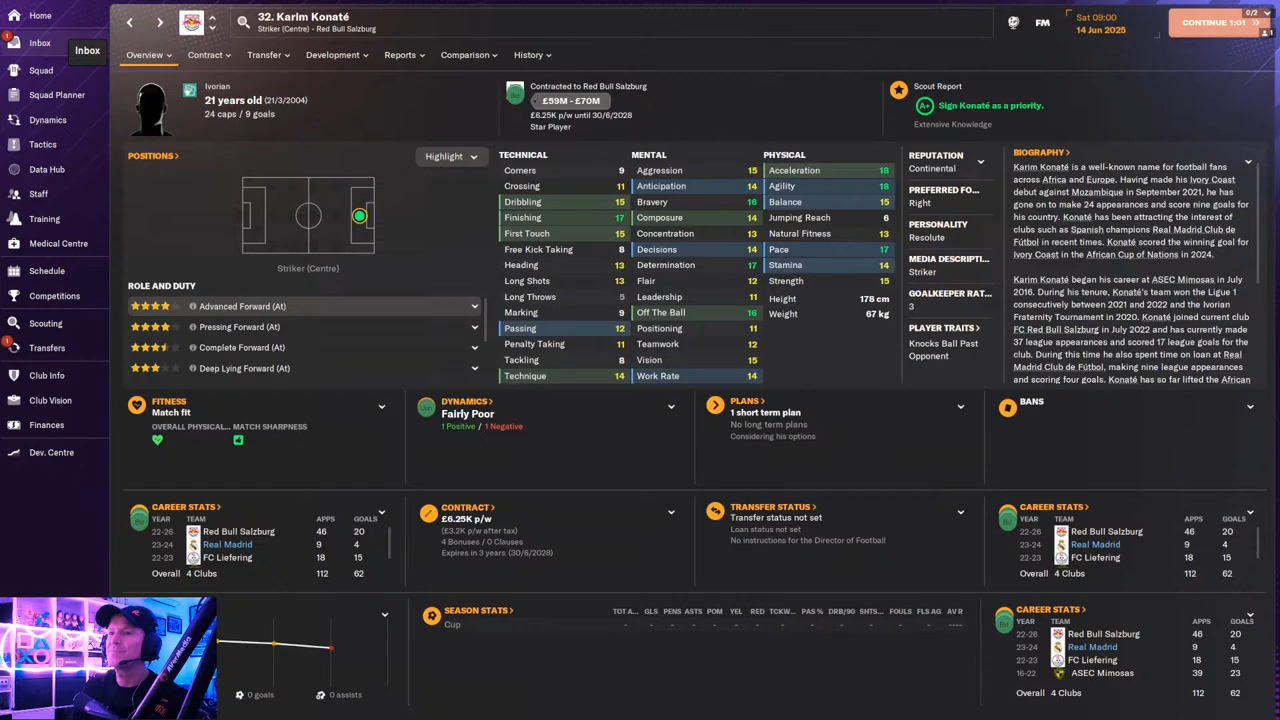 Home
Inbox
Inbox
Squad
Squad Planner
Dynamics
Tactics
Data Hub
Staff
Training
Medical Centre
Schedule
Competitions
Scouting
Transfers
Club Info
Club Vision
Finances
Dev. Centre
32. Karim Konaté
Striker (Centre) - Red Bull Salzburg
FM
Sat 09:00
14 Jun 2025
0/2
CONTINUE 1:01
1
Overview
Contract
Transfer
Development
Reports
Comparison
History
Ivorian
21 years old (21/3/2004)
24 caps / 9 goals
Contracted to Red Bull Salzburg
£59M - £70M
£6.25K p/w until 30/6/2028
Star Player
Scout Report
A+ Sign Konaté as a priority.
Extensive Knowledge
POSITIONS
Highlight
Striker (Centre)
ROLE AND DUTY
Advanced Forward (At)
Pressing Forward (At)
Complete Forward (At)
Deep Lying Forward (At)
TECHNICAL
Corners 9
Crossing 11
Dribbling 15
Finishing 17
First Touch 15
Free Kick Taking 8
Heading 13
Long Shots 13
Long Throws 5
Marking 9
Passing 12
Penalty Taking 11
Tackling 8
Technique 14
MENTAL
Aggression 15
Anticipation 14
Bravery 16
Composure 14
Concentration 13
Decisions 14
Determination 17
Flair 12
Leadership 11
Off The Ball 16
Positioning 11
Teamwork 12
Vision 15
Work Rate 14
PHYSICAL
Acceleration 18
Agility 18
Balance 15
Jumping Reach 6
Natural Fitness 13
Pace 17
Stamina 14
Strength 15
Height 178 cm
Weight 67 kg
REPUTATION
Continental
PREFERRED FO...
Right
PERSONALITY
Resolute
MEDIA DESCRIPTI...
Striker
GOALKEEPER RAT...
3
PLAYER TRAITS
Knocks Ball Past
Opponent
BIOGRAPHY
Karim Konaté is a well-known name for football fans
across Africa and Europe. Having made his Ivory Coast
debut against Mozambique in September 2021, he has
gone on to make 24 appearances and score nine goals for
his country. Konaté has been attracting the interest of
clubs such as Spanish champions Real Madrid Club de
Fútbol in recent times. Konaté scored the winning goal for
Ivory Coast in the African Cup of Nations in 2024.
Karim Konaté began his career at ASEC Mimosas in July
2016. During his tenure, Konaté's team won the Ligue 1
consecutively between 2021 and 2022 and the Ivorian
Fraternity Tournament in 2020. Konaté joined current club
FC Red Bull Salzburg in July 2022 and has currently made
37 league appearances and scored 17 league goals for the
club. During this time he also spent time on loan at Real
Madrid Club de Fútbol, making nine league appearances
and scoring four goals. Konaté has so far lifted the African
FITNESS
Match fit
OVERALL PHYSICAL... MATCH SHARPNESS
DYNAMICS
Fairly Poor
1 Positive / 1 Negative
PLANS
1 short term plan
No long term plans
Considering his options
BANS
CAREER STATS
YEAR TEAM APPS GOALS
22-26 Red Bull Salzburg 46 20
23-24 Real Madrid 9 4
22-23 FC Liefering 18 15
Overall 4 Clubs 112 62
CONTRACT
£6.25K p/w
(£3.2K p/w after tax)
4 Bonuses / 0 Clauses
Expires in 3 years (30/6/2028)
TRANSFER STATUS
Transfer status not set
Loan status not set
No instructions for the Director of Football
CAREER STATS
YEAR TEAM APPS GOALS
22-26 Red Bull Salzburg 46 20
23-24 Real Madrid 9 4
22-23 FC Liefering 18 15
Overall 4 Clubs 112 62
0 goals
0 assists
SEASON STATS
TOT A... GLS PENS ASTS POM YEL RED TCKW... PAS % DRB/90 SHTS... FOULS FLS AG AV R
Cup - - - - - - - - - - - - - ----
CAREER STATS
YEAR TEAM APPS GOALS
22-26 Red Bull Salzburg 46 20
23-24 Real Madrid 9 4
22-23 FC Liefering 18 15
16-22 ASEC Mimosas 39 23
Overall 4 Clubs 112 62
AVerMedia